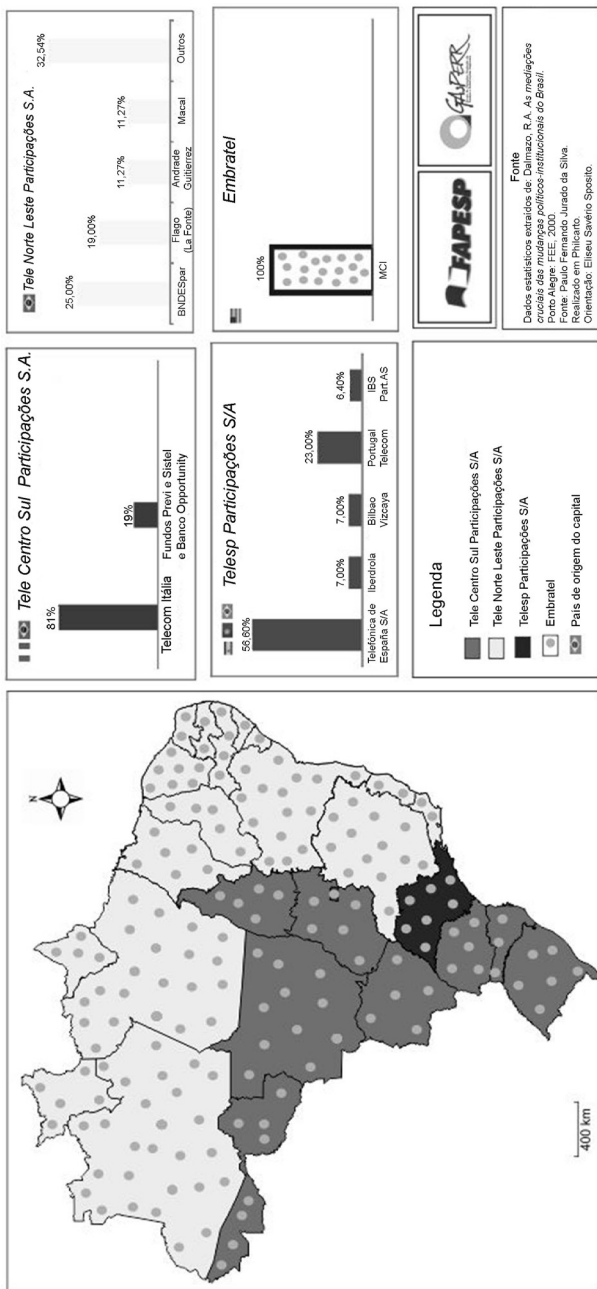 N
400 km
Tele Centro Sul Participações S.A.
81%
19%
Telecom Itália
Fundos Previ e Sistel
e Banco Opportunity
Tele Norte Leste Participações S.A.
25,00%
19,00%
11,27%
11,27%
32,54%
BNDESpar
Flago
(La Fonte)
Andrade
Guitierrez
Macal
Outros
Telesp Participações S/A
56,60%
7,00%
7,00%
23,00%
6,40%
Telefónica de
España S/A
Iberdrola
Bilbao
Vizcaya
Portugal
Telecom
IBS
Part.AS
Embratel
100%
MCI
Legenda
Tele Centro Sul Participações S/A
Tele Norte Leste Participações S/A
Telesp Participações S/A
Embratel
País de origem do capital
FAPESP
GAsPERR
Fonte
Dados estatísticos extraídos de: Dalmazo, R.A. As mediações
cruciais das mudanças políticos-institucionais do Brasil.
Porto Alegre: FEE, 2000.
Fonte: Paulo Fernando Jurado da Silva.
Realizado em Philcarto.
Orientação: Eliseu Savério Sposito.